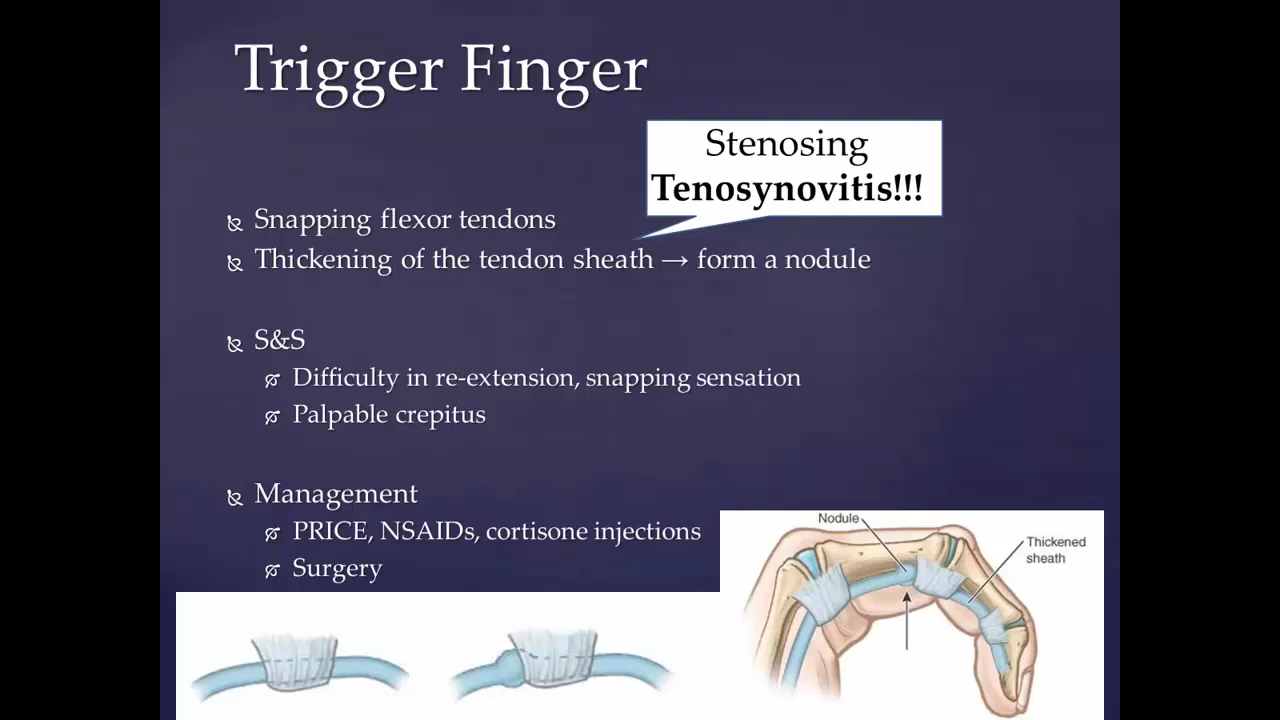 Trigger Finger
Stenosing
Tenosynovitis!!!
Snapping flexor tendons
Thickening of the tendon sheath → form a nodule
S&S
Difficulty in re-extension, snapping sensation
Palpable crepitus
Management
PRICE, NSAIDs, cortisone injections
Surgery
Nodule
Thickened
sheath